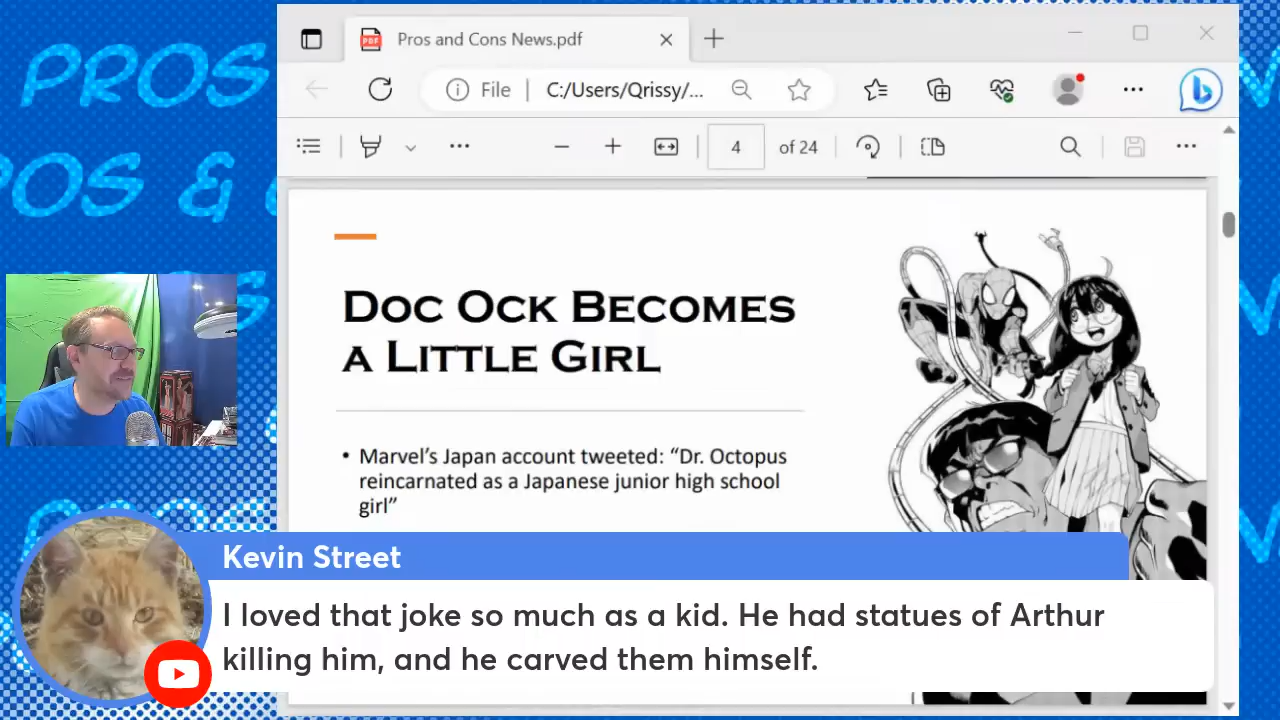 PROS
PROS & 
Pros and Cons News.pdf
File
C:/Users/Qrissy/...
4
of 24
Doc Ock Becomes
a Little Girl
• Marvel's Japan account tweeted: “Dr. Octopus
reincarnated as a Japanese junior high school
girl”
Kevin Street
I loved that joke so much as a kid. He had statues of Arthur
killing him, and he carved them himself.